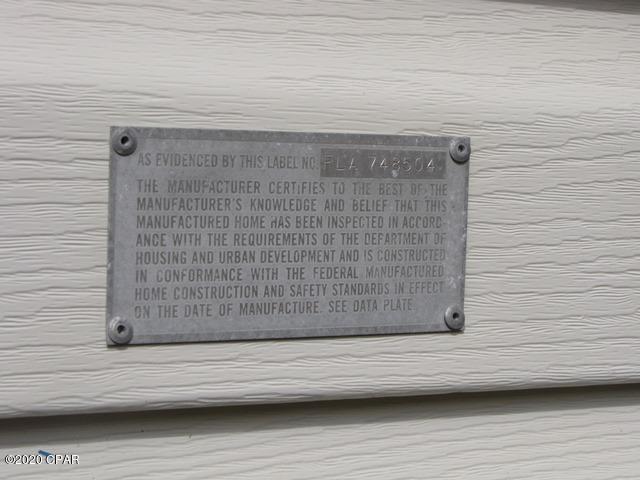 AS EVIDENCED BY THIS LABEL NO. FLA 748504
THE MANUFACTURER CERTIFIES TO THE BEST OF THE
MANUFACTURER'S KNOWLEDGE AND BELIEF THAT THIS
MANUFACTURED HOME HAS BEEN INSPECTED IN ACCORD-
ANCE WITH THE REQUIREMENTS OF THE DEPARTMENT OF
HOUSING AND URBAN DEVELOPMENT AND IS CONSTRUCTED
IN CONFORMANCE WITH THE FEDERAL MANUFACTURED
HOME CONSTRUCTION AND SAFETY STANDARDS IN EFFECT
ON THE DATE OF MANUFACTURE. SEE DATA PLATE.
©2020 CPAR